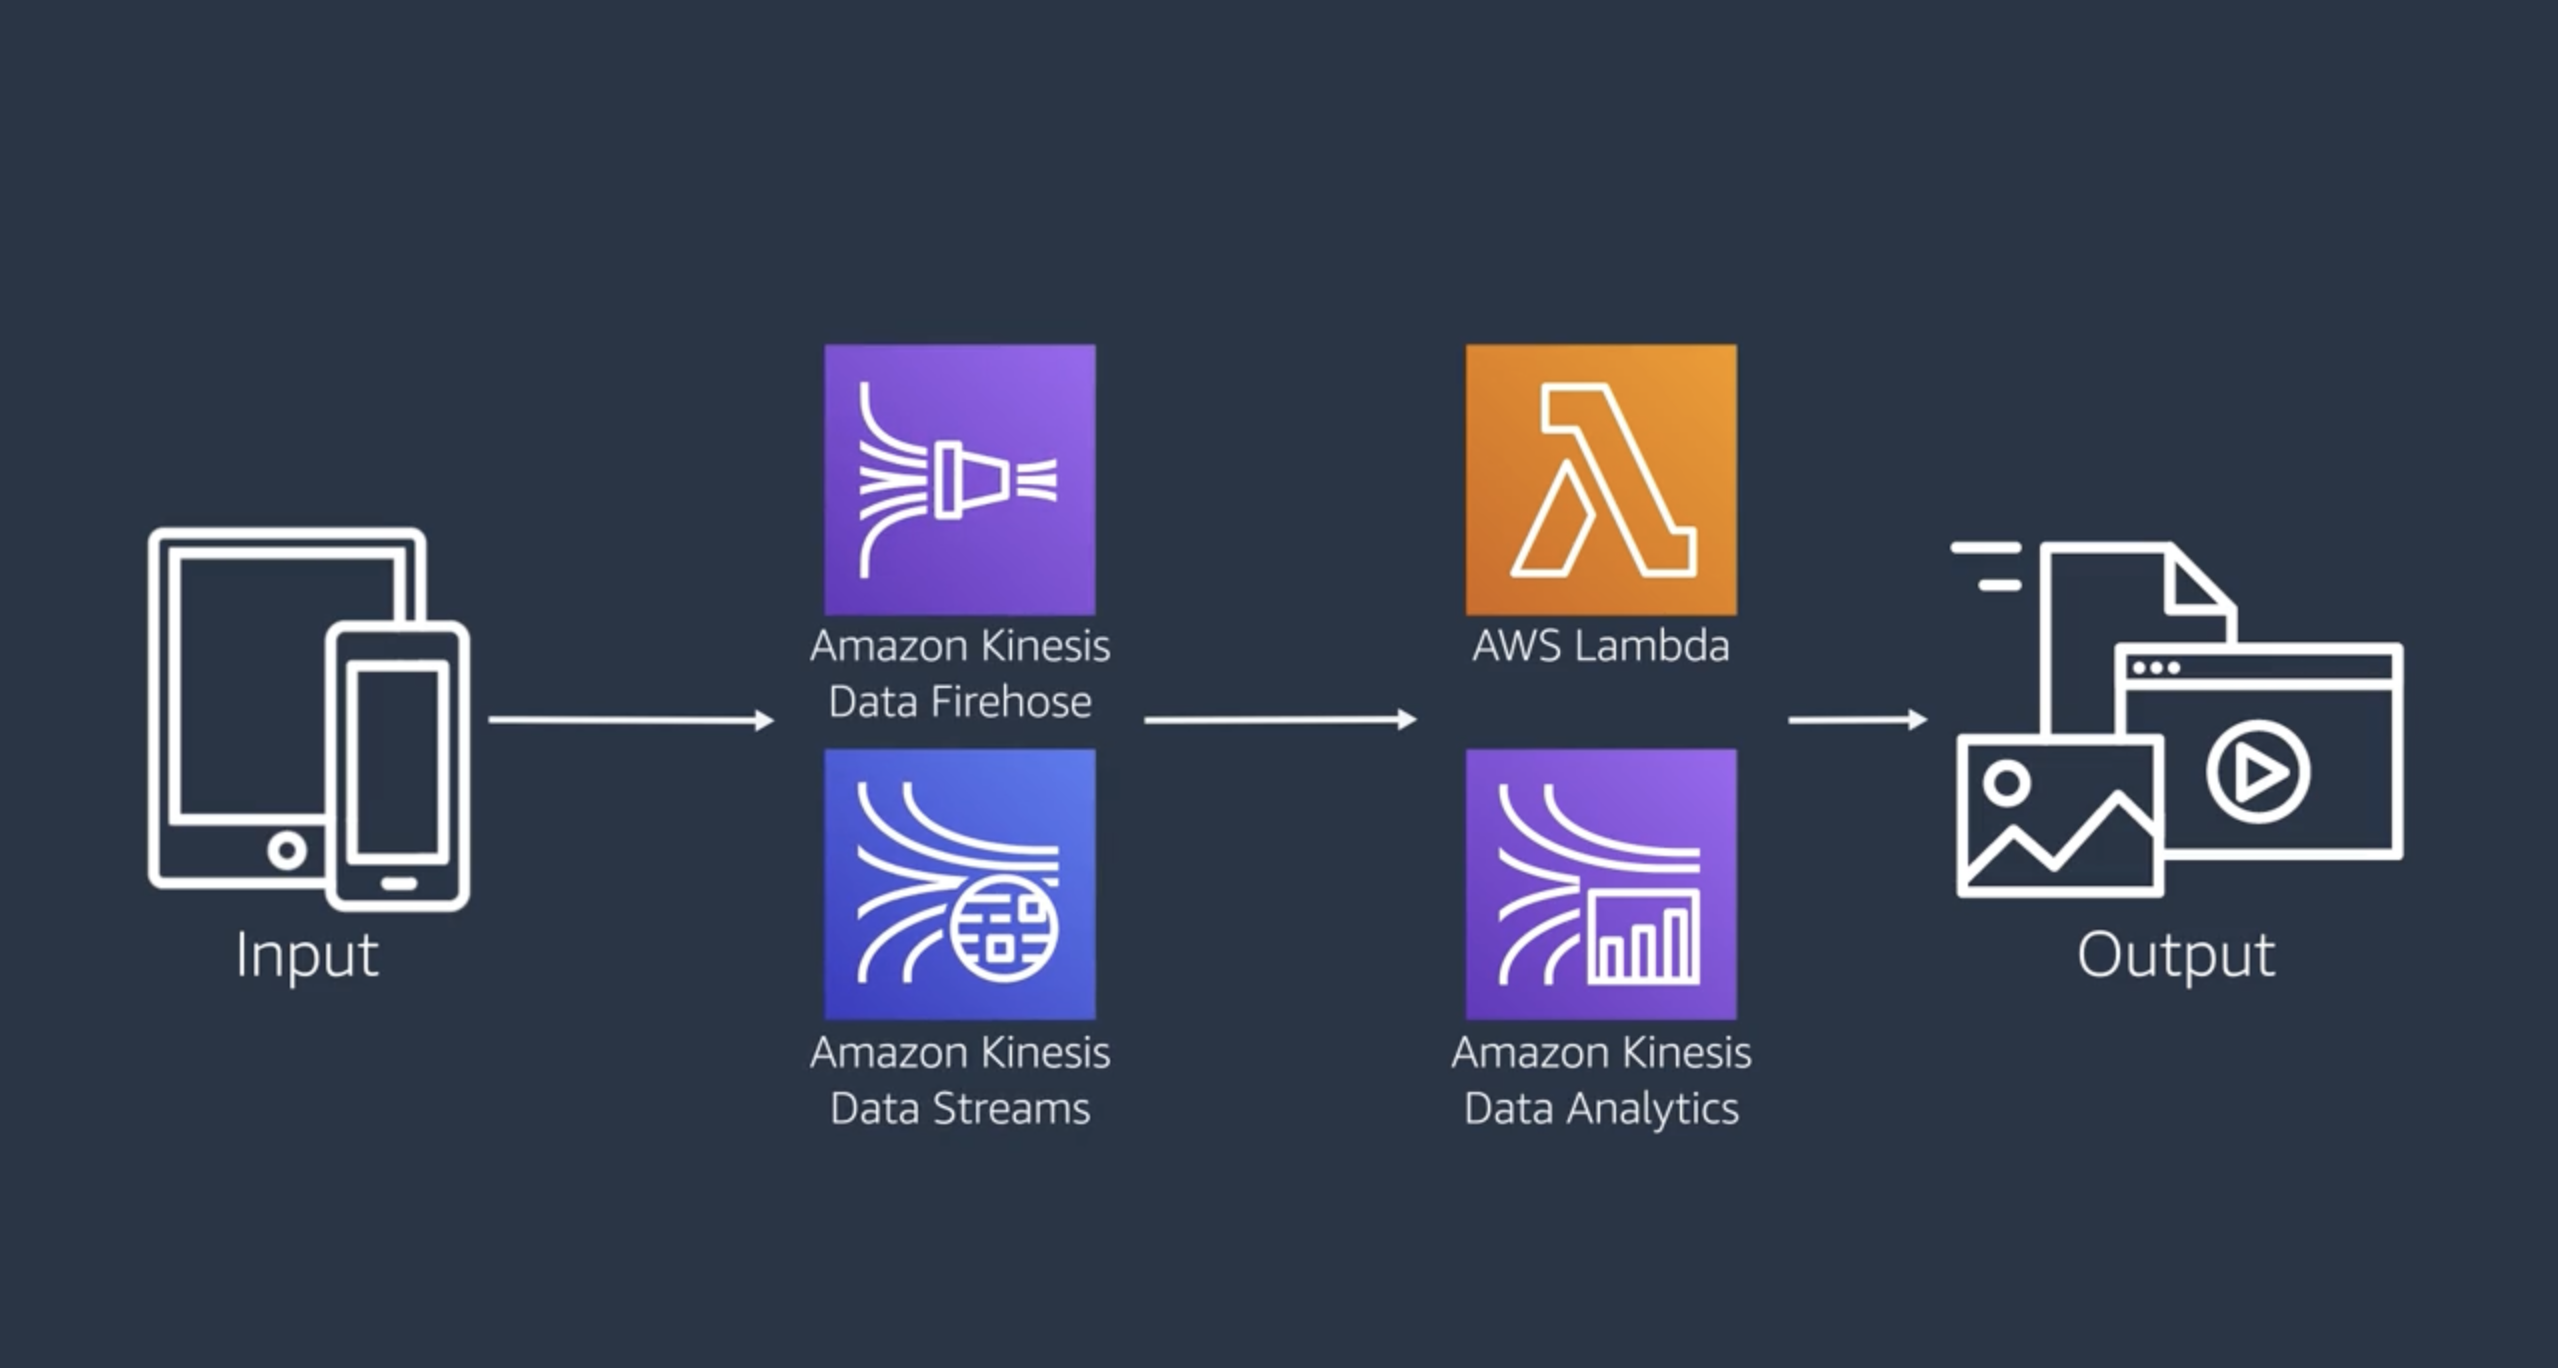 Input
Amazon Kinesis
Data Firehose
Amazon Kinesis
Data Streams
AWS Lambda
Amazon Kinesis
Data Analytics
Output